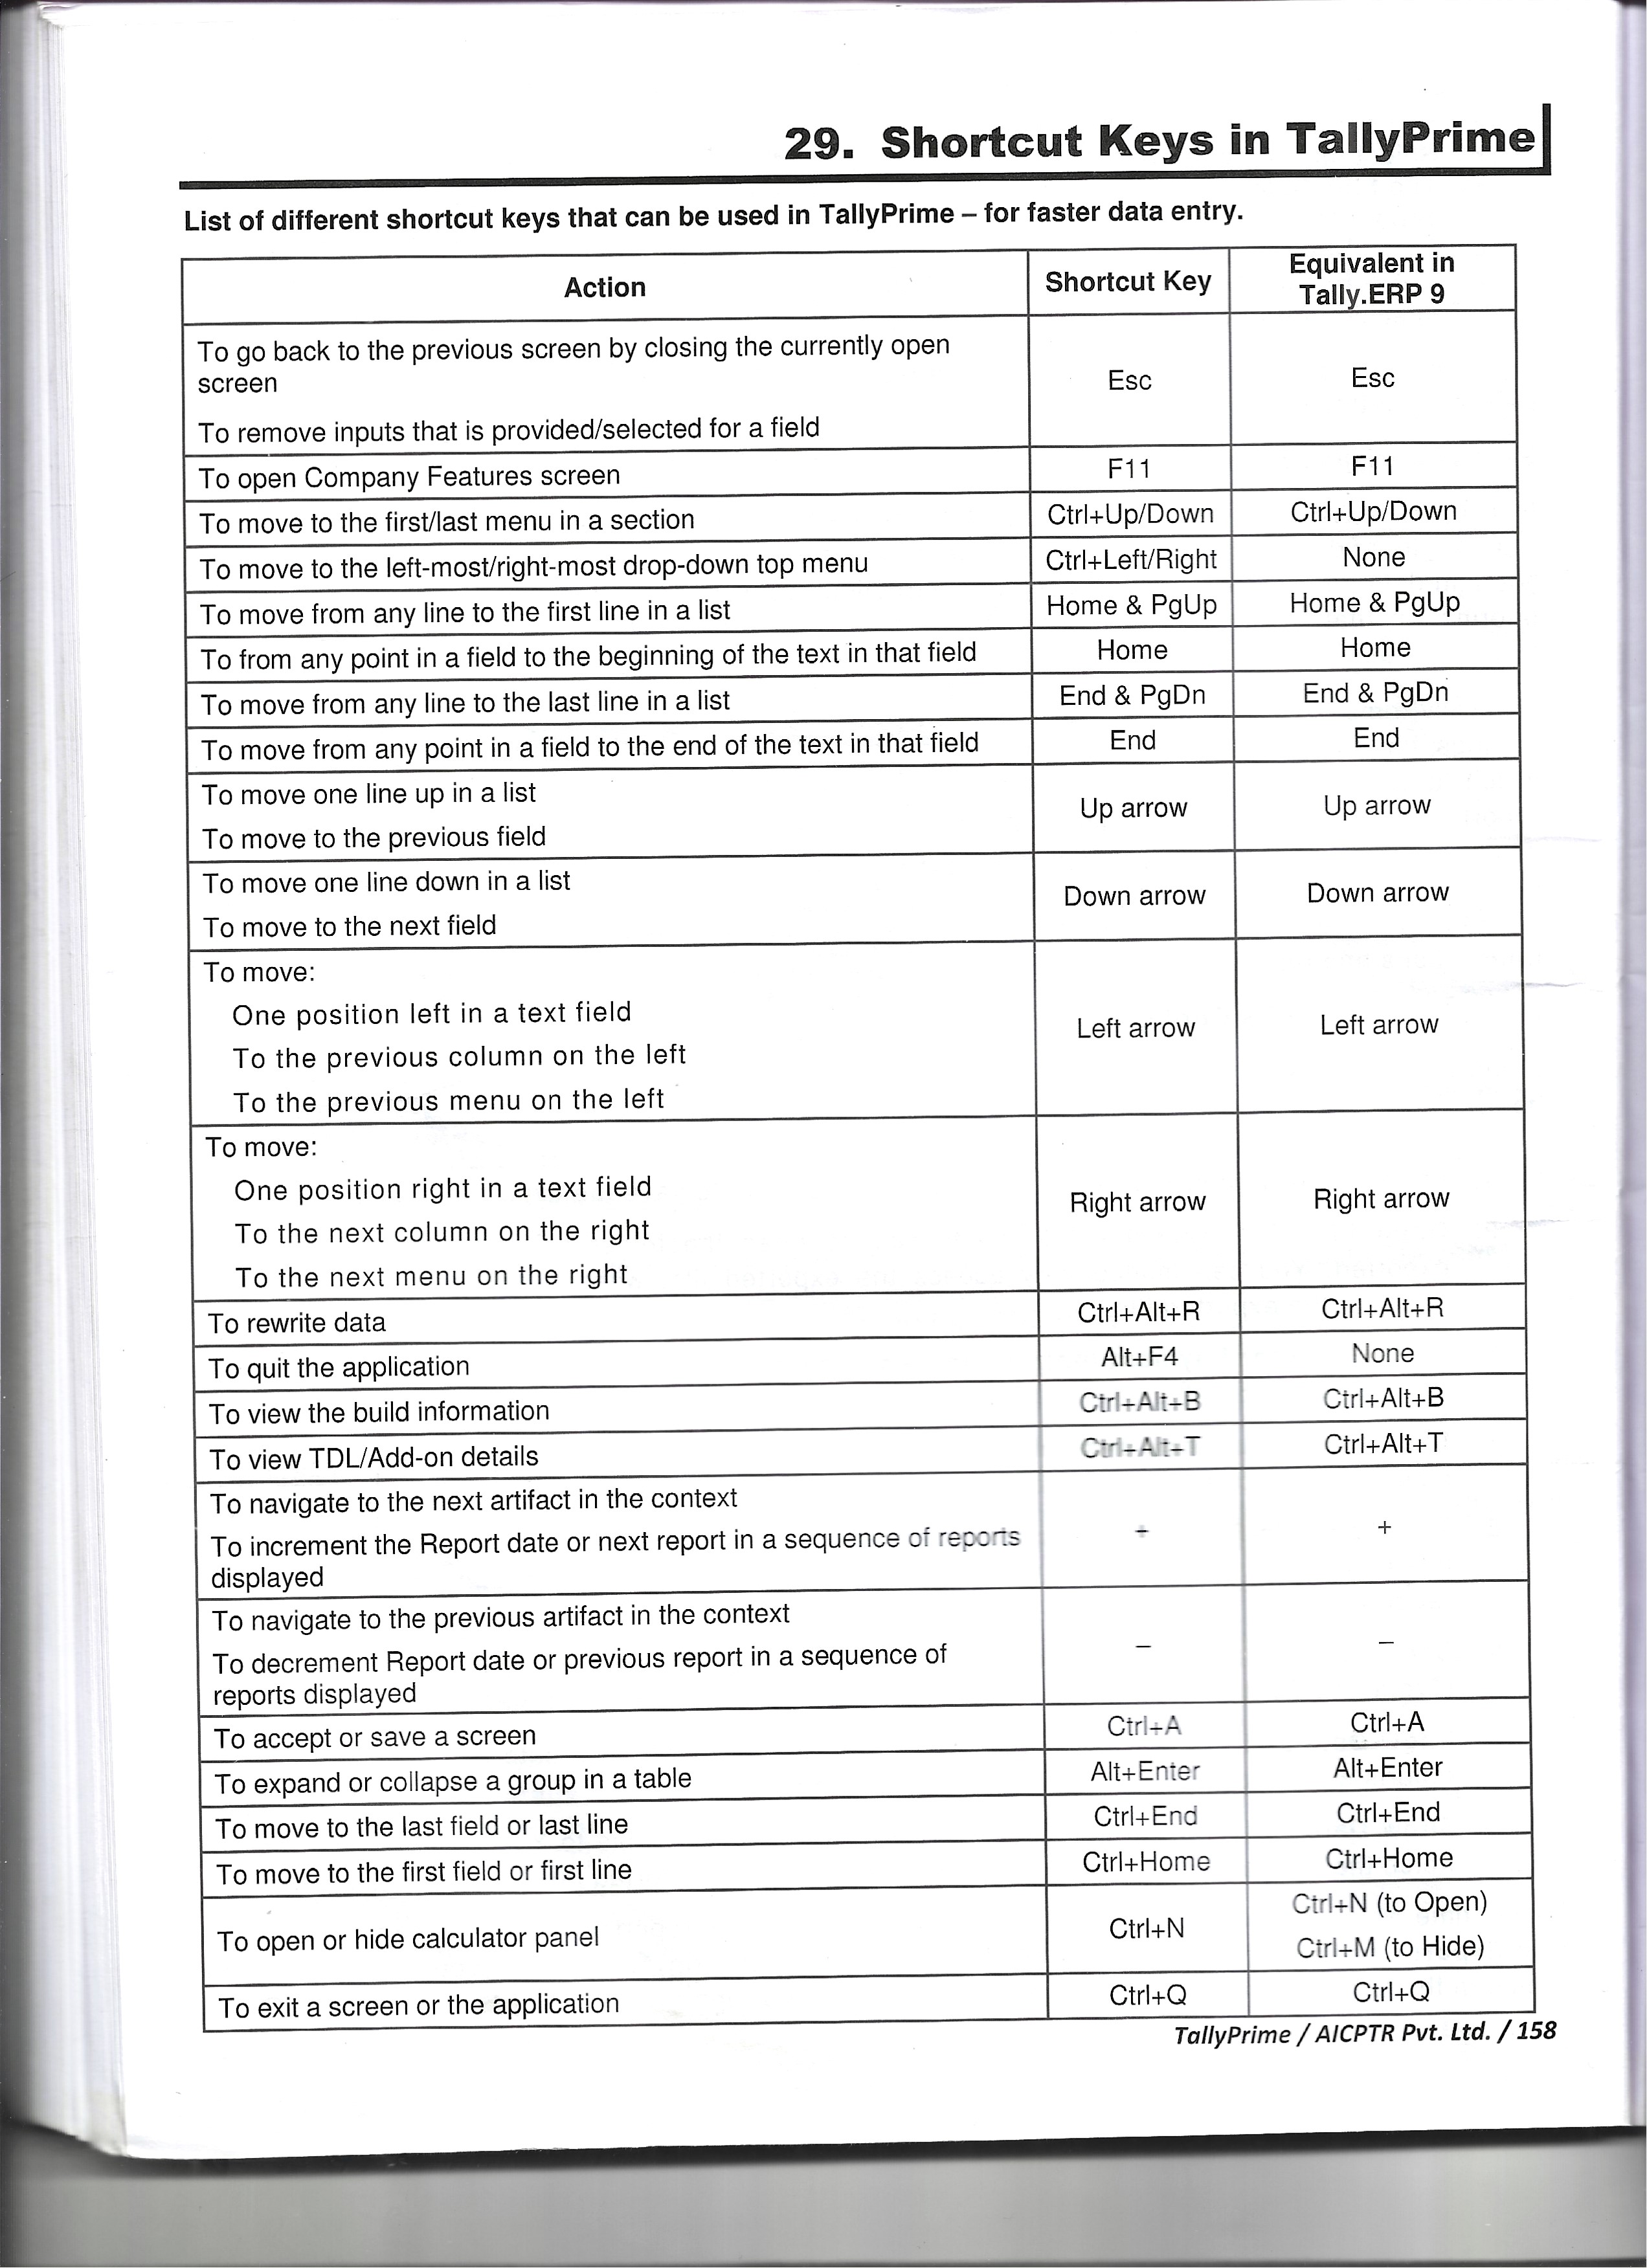 29. Shortcut Keys in TallyPrime
List of different shortcut keys that can be used in TallyPrime – for faster data entry.
Action Shortcut Key Equivalent in Tally.ERP 9
To go back to the previous screen by closing the currently open
screen
To remove inputs that is provided/selected for a field
Esc Esc
To open Company Features screen F11 F11
To move to the first/last menu in a section Ctrl+Up/Down Ctrl+Up/Down
To move to the left-most/right-most drop-down top menu Ctrl+Left/Right None
To move from any line to the first line in a list Home & PgUp Home & PgUp
To from any point in a field to the beginning of the text in that field Home Home
To move from any line to the last line in a list End & PgDn End & PgDn
To move from any point in a field to the end of the text in that field End End
To move one line up in a list
To move to the previous field
Up arrow Up arrow
To move one line down in a list
To move to the next field
Down arrow Down arrow
To move:
One position left in a text field
To the previous column on the left
To the previous menu on the left
Left arrow Left arrow
To move:
One position right in a text field
To the next column on the right
To the next menu on the right
Right arrow Right arrow
To rewrite data Ctrl+Alt+R Ctrl+Alt+R
To quit the application Alt+F4 None
To view the build information Ctrl+Alt+B Ctrl+Alt+B
To view TDL/Add-on details Ctrl+Alt+T Ctrl+Alt+T
To navigate to the next artifact in the context
To increment the Report date or next report in a sequence of reports
displayed
+ +
To navigate to the previous artifact in the context
To decrement Report date or previous report in a sequence of
reports displayed
– –
To accept or save a screen Ctrl+A Ctrl+A
To expand or collapse a group in a table Alt+Enter Alt+Enter
To move to the last field or last line Ctrl+End Ctrl+End
To move to the first field or first line Ctrl+Home Ctrl+Home
To open or hide calculator panel Ctrl+N Ctrl+N (to Open)
Ctrl+M (to Hide)
To exit a screen or the application Ctrl+Q Ctrl+Q
TallyPrime / AICPTR Pvt. Ltd. / 158